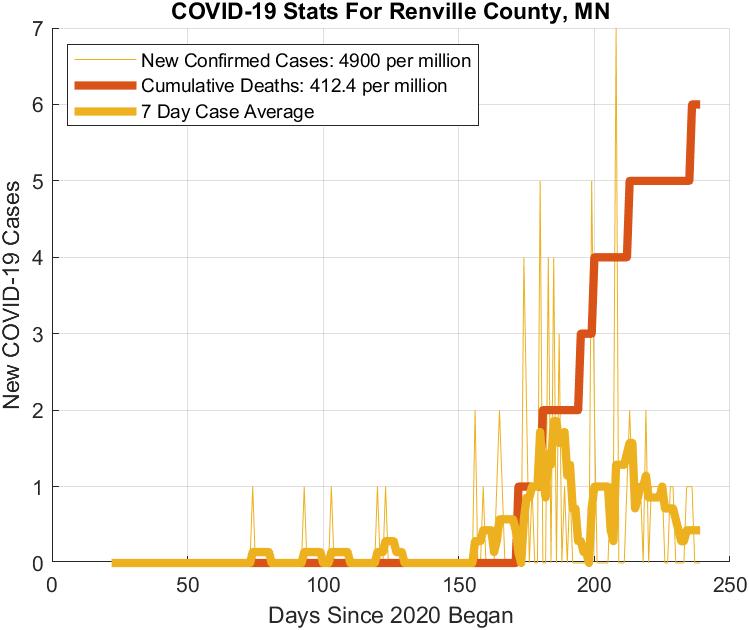 COVID-19 Stats For Renville County, MN
New Confirmed Cases: 4900 per million
Cumulative Deaths: 412.4 per million
7 Day Case Average
New COVID-19 Cases
7
6
5
4
3
2
1
0
0 50 100 150 200 250
Days Since 2020 Began